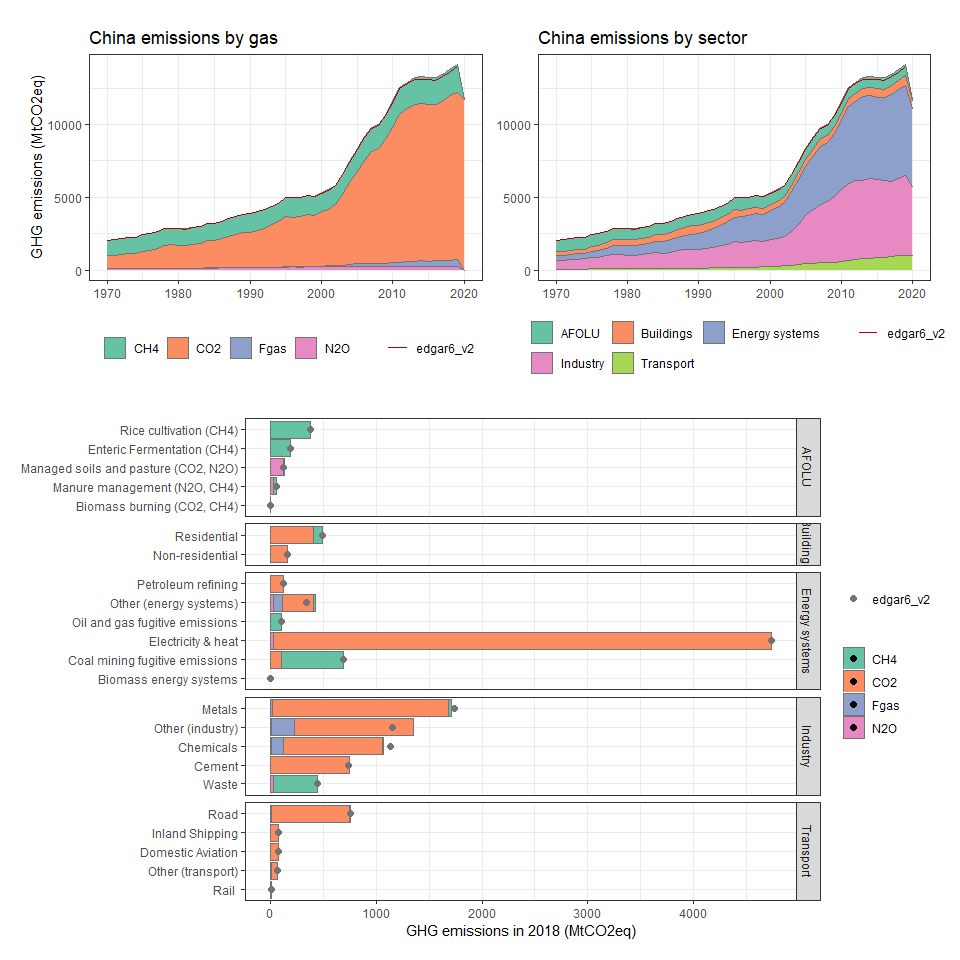 China emissions by gas
China emissions by sector
GHG emissions (MtCO2eq)
10000
5000
0
1970 1980 1990 2000 2010 2020
10000
5000
0
1970 1980 1990 2000 2010 2020
CH4 CO2 Fgas N2O edgar6_v2
AFOLU Buildings Energy systems edgar6_v2
Industry Transport
Rice cultivation (CH4)
Enteric Fermentation (CH4)
Managed soils and pasture (CO2, N2O)
Manure management (N2O, CH4)
Biomass burning (CO2, CH4)
AFOLU
Residential
Non-residential
Building
Petroleum refining
Other (energy systems)
Oil and gas fugitive emissions
Electricity & heat
Coal mining fugitive emissions
Biomass energy systems
Energy systems
Metals
Other (industry)
Chemicals
Cement
Waste
Industry
Road
Inland Shipping
Domestic Aviation
Other (transport)
Rail
Transport
0 1000 2000 3000 4000
GHG emissions in 2018 (MtCO2eq)
edgar6_v2
CH4
CO2
Fgas
N2O